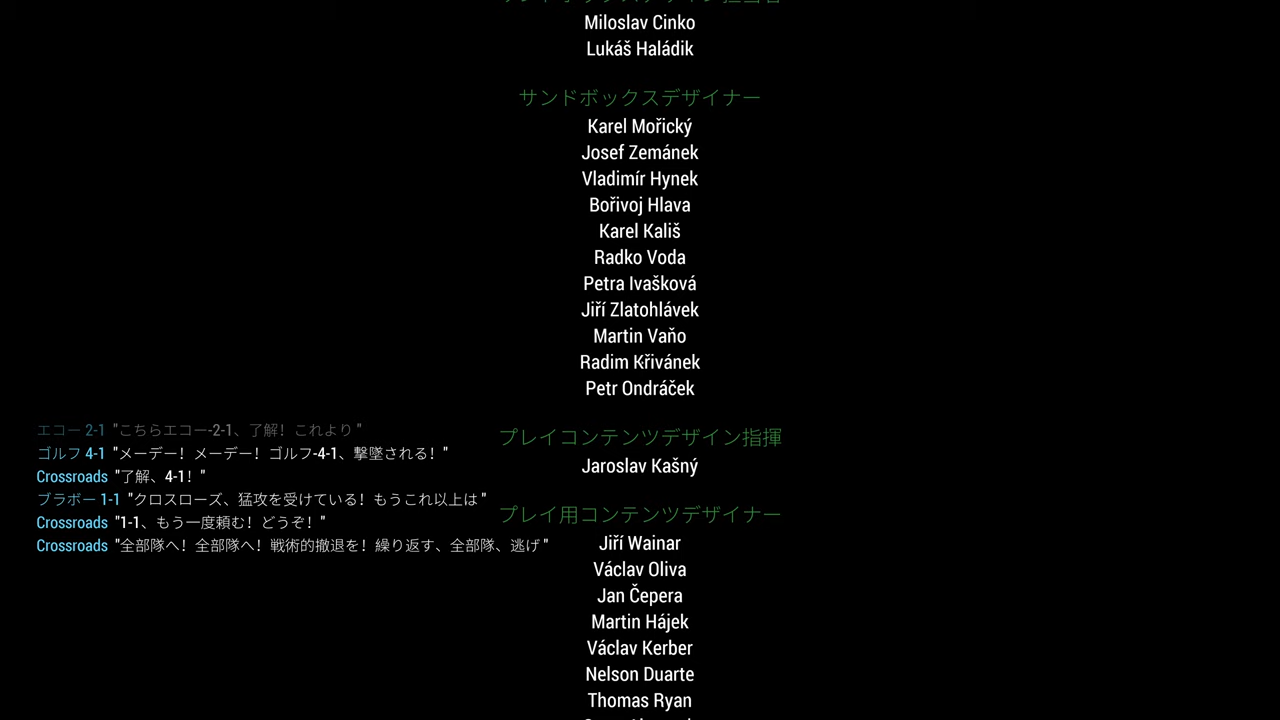 Miloslav Cinko
Lukáš Haládik
サンドボックスデザイナー
Karel Mořický
Josef Zemánek
Vladimír Hynek
Bořivoj Hlava
Karel Kališ
Radko Voda
Petra Ivašková
Jiří Zlatohlávek
Martin Vaňo
Radim Křivánek
Petr Ondráček
プレイコンテンツデザイン指揮
Jaroslav Kašný
プレイ用コンテンツデザイナー
Jiří Wainar
Václav Oliva
Jan Čepera
Martin Hájek
Václav Kerber
Nelson Duarte
Thomas Ryan
エコー 2-1 "こちらエコー-2-1、了解！これより"
ゴルフ 4-1 "メーデー！メーデー！ゴルフ-4-1、撃墜される！"
Crossroads "了解、4-1！"
ブラボー 1-1 "クロスローズ、猛攻を受けている！もうこれ以上は"
Crossroads "1-1、もう一度頼む！どうぞ！"
Crossroads "全部隊へ！全部隊へ！戦術的撤退を！繰り返す、全部隊、逃げ"